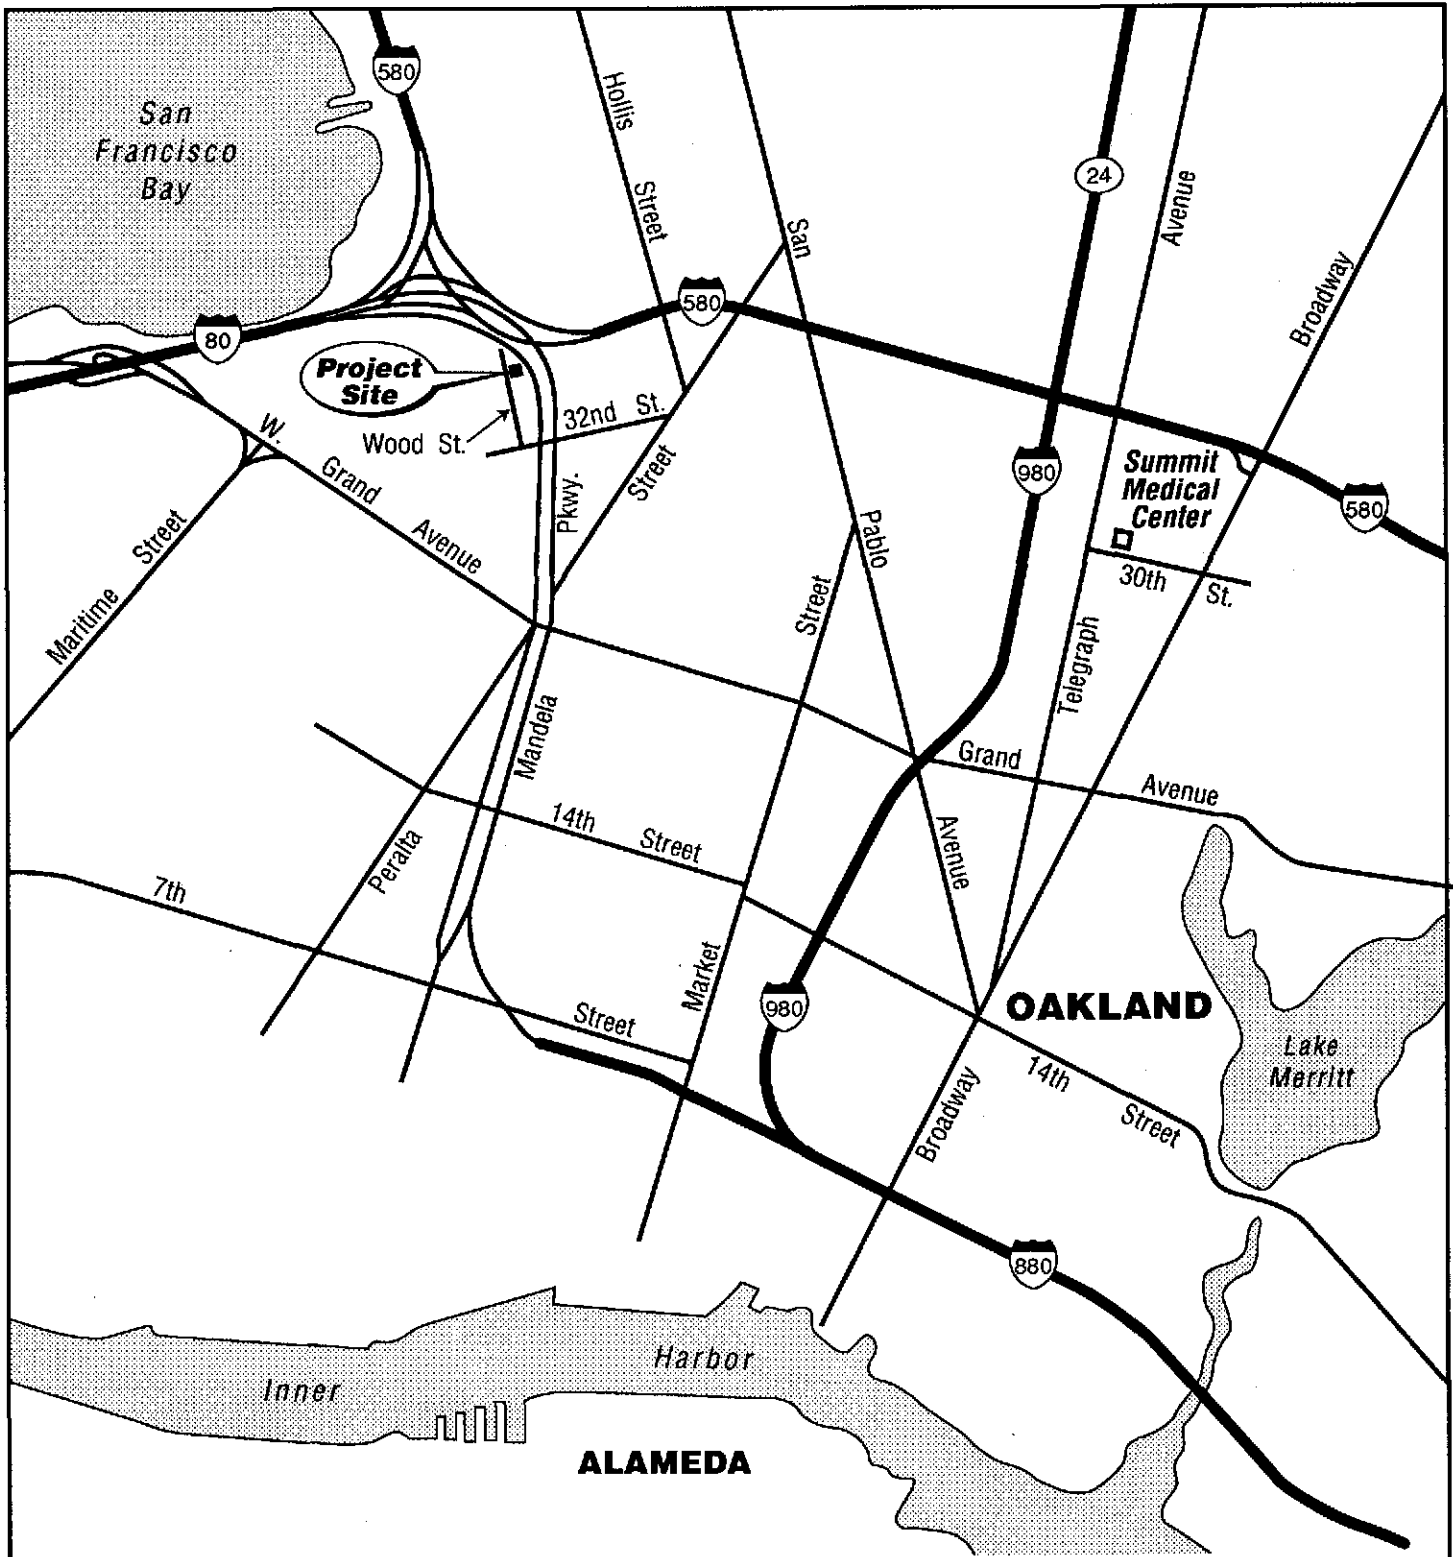 580
San
Francisco
Bay
Hollis
Street
San
24
Avenue
Broadway
580
80
Project
Site
32nd St.
Wood St.
W.
Grand
Avenue
Pkwy.
Street
980
Summit
Medical
Center
580
Pablo
30th St.
Street
Maritime
Street
Telegraph
Mandela
Grand
Avenue
14th
Street
Avenue
Peralta
7th
Street
Market
980
OAKLAND
Lake
Merritt
14th
Street
Broadway
880
Harbor
Inner
ALAMEDA